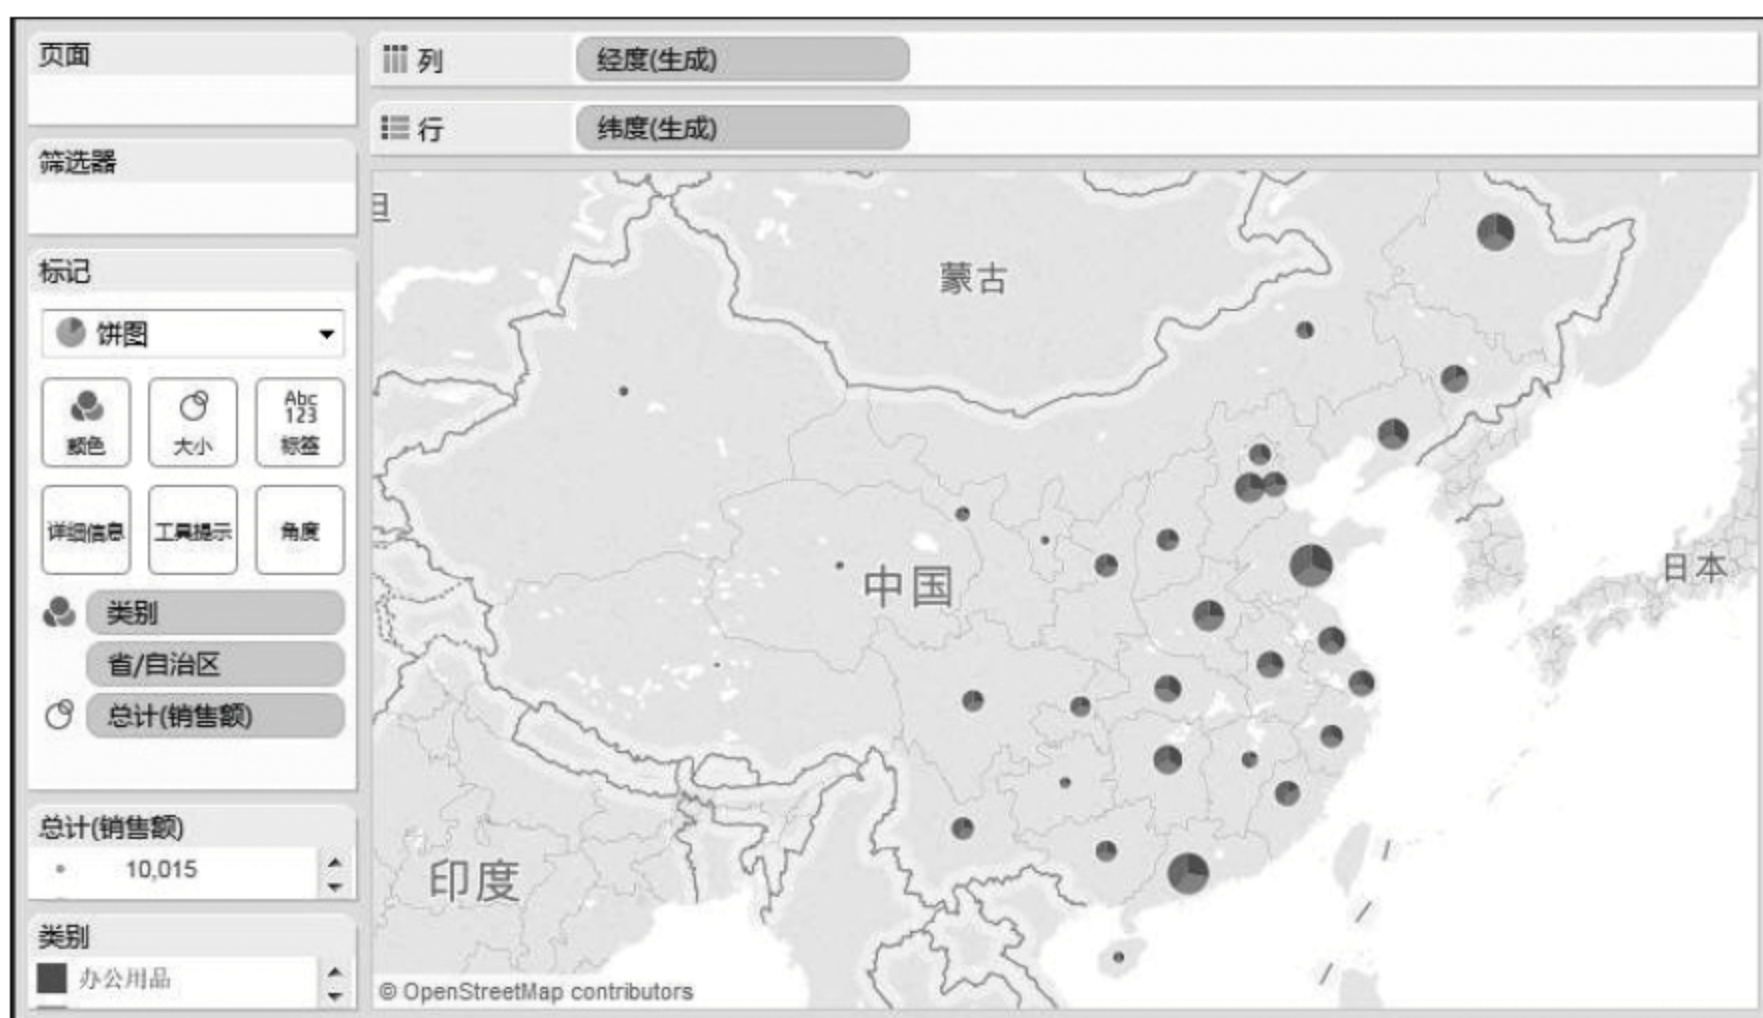 页面
列 经度(生成)
行 纬度(生成)
筛选器
标记
饼图
颜色 大小 Abc 123 标签
详细信息 工具提示 角度
类别
省/自治区
总计(销售额)
总计(销售额)
10,015
类别
办公用品
蒙古
中国
日本
印度
© OpenStreetMap contributors